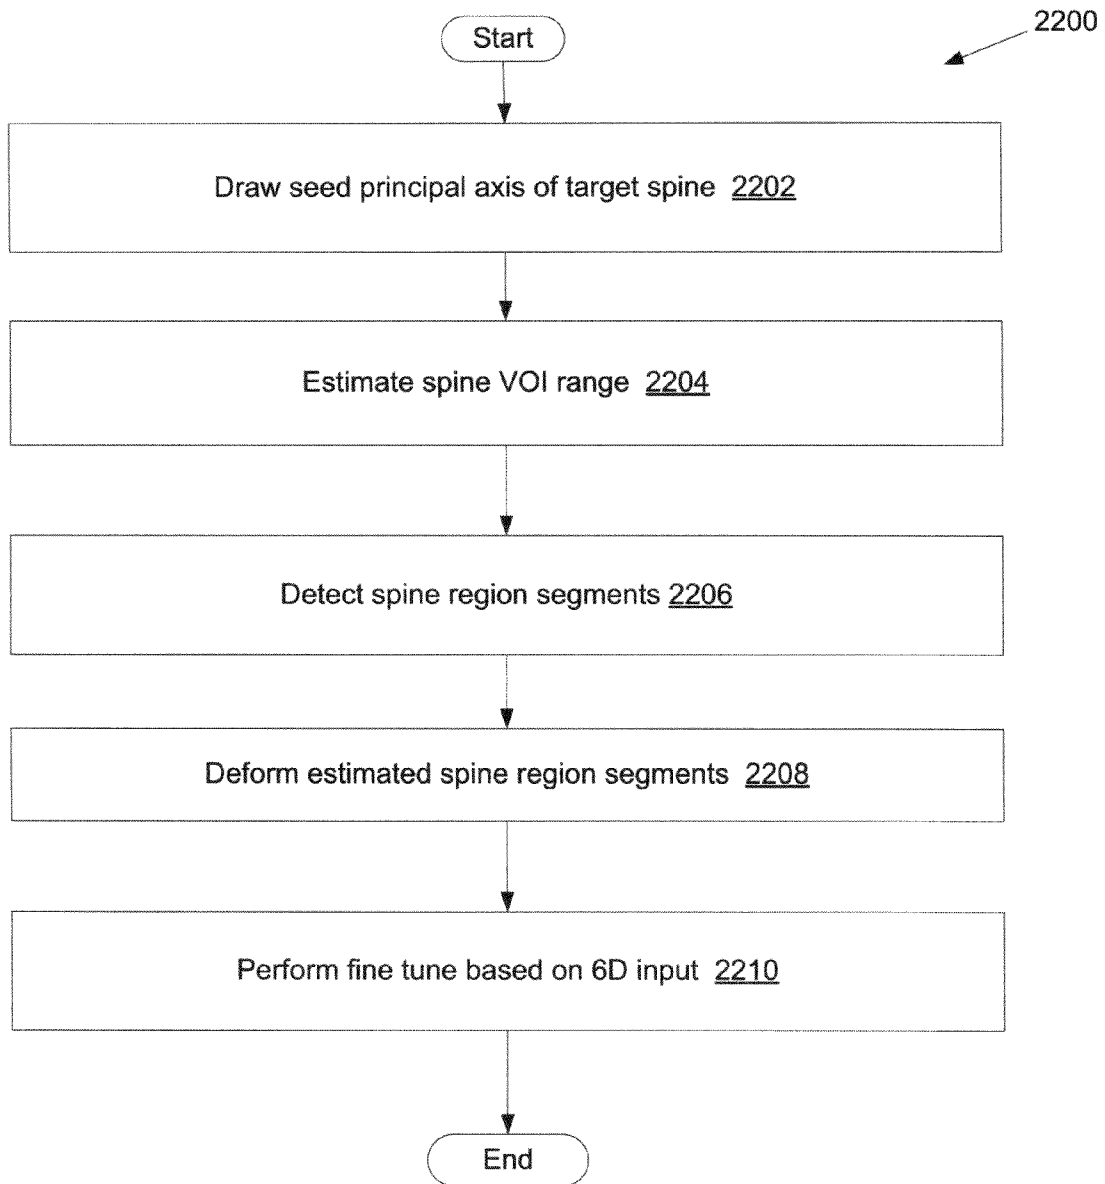 2200
Start
Draw seed principal axis of target spine 2202
Estimate spine VOI range 2204
Detect spine region segments 2206
Deform estimated spine region segments 2208
Perform fine tune based on 6D input 2210
End